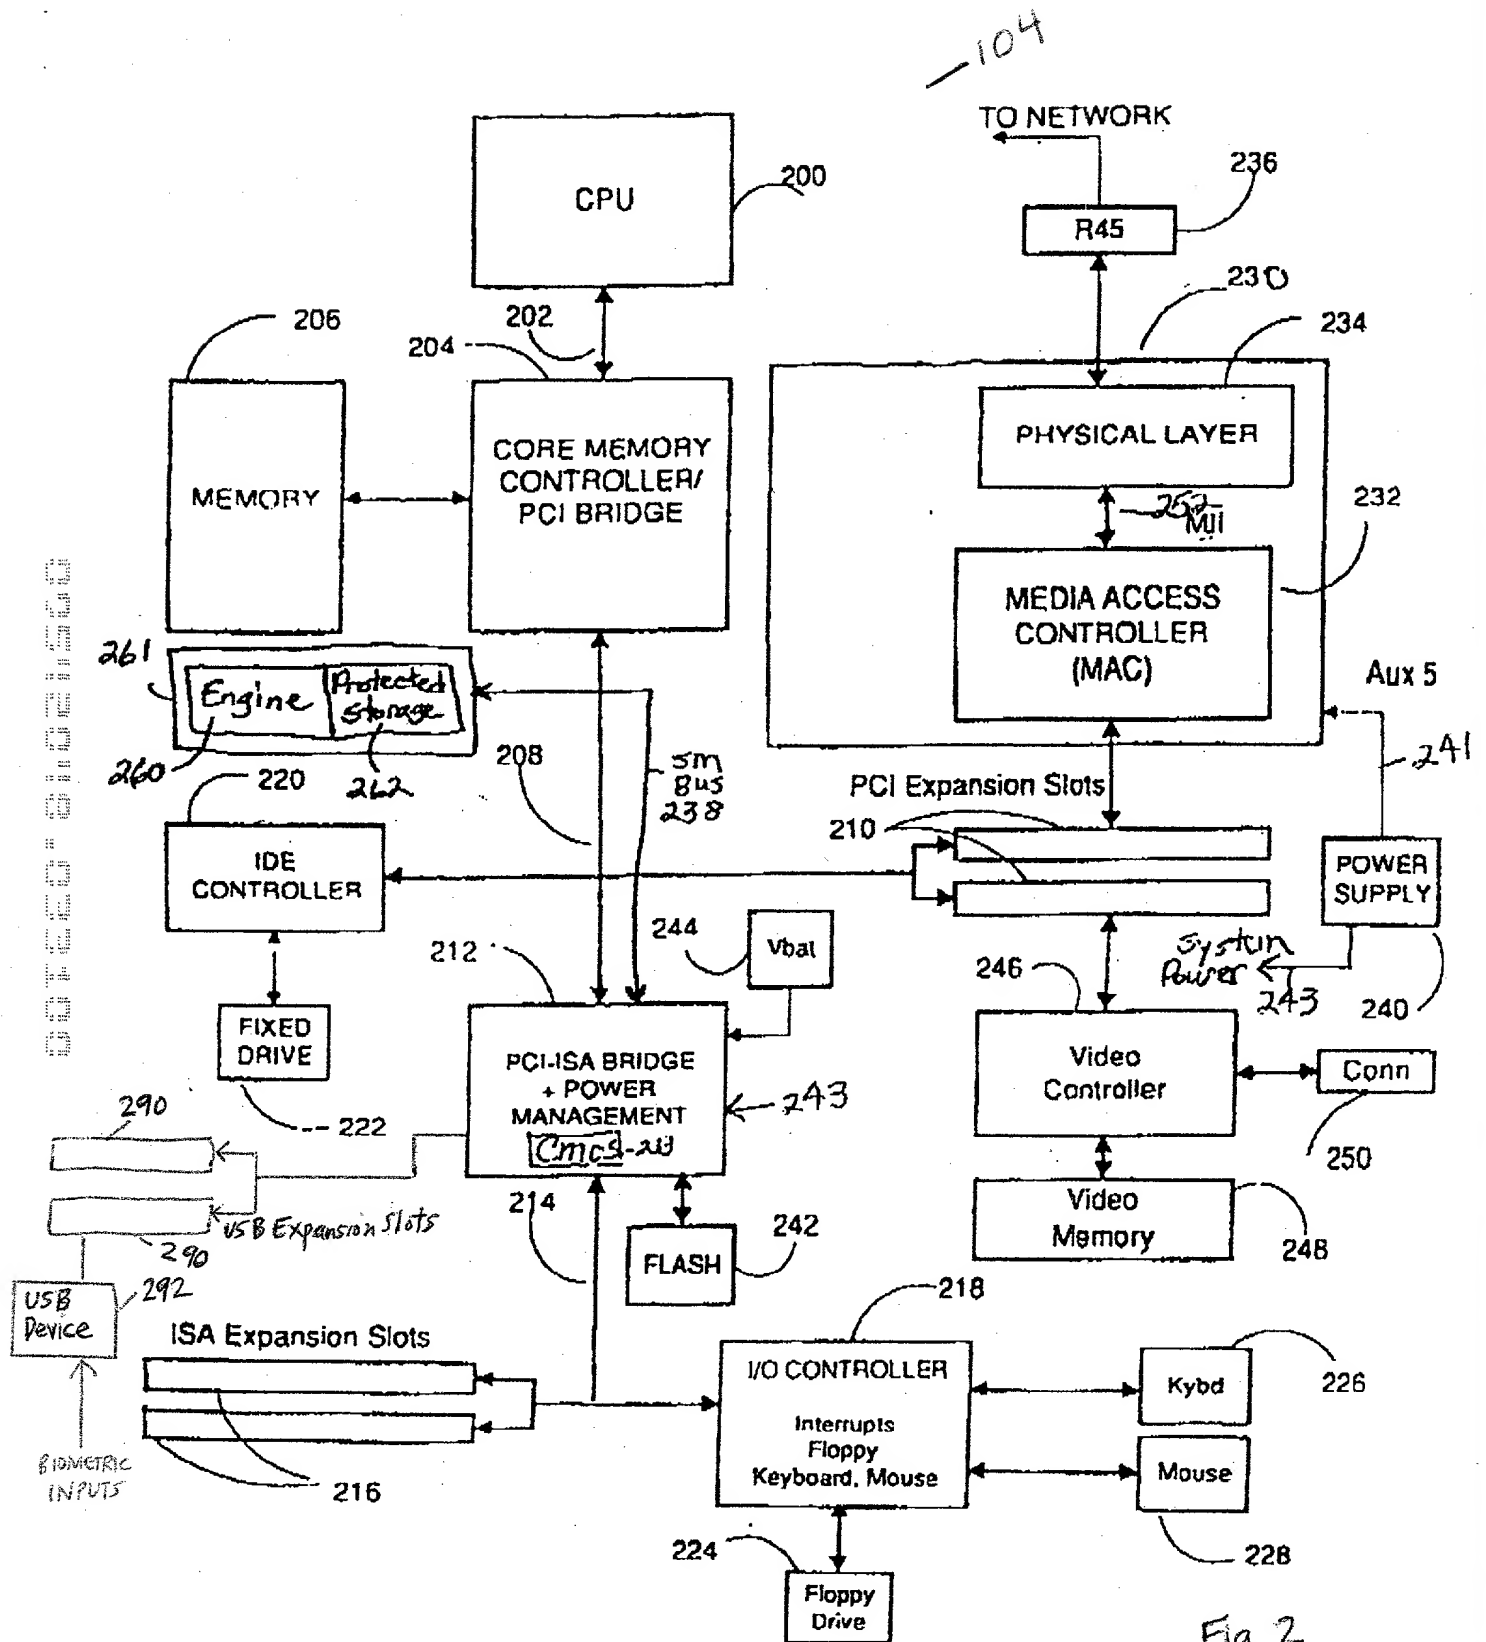 104
TO NETWORK
CPU
200
236
R45
202
230
206
204
234
MEMORY
CORE MEMORY
CONTROLLER/
PCI BRIDGE
PHYSICAL LAYER
252
MII
232
MEDIA ACCESS
CONTROLLER
(MAC)
261
Engine
Protected
Storage
260
262
Aux 5
241
208
SM
Bus
238
220
PCI Expansion Slots
210
IDE
CONTROLLER
POWER
SUPPLY
212
244
Vbat
System
Power
243
240
246
FIXED
DRIVE
222
PCI-ISA BRIDGE
+ POWER
MANAGEMENT
Cmos
243
Video
Controller
Conn
250
290
USB Expansion Slots
290
214
FLASH
242
Video
Memory
248
USB
Device
292
218
ISA Expansion Slots
216
BIOMETRIC
INPUTS
I/O CONTROLLER
Interrupts
Floppy
Keyboard, Mouse
Kybd
226
Mouse
228
224
Floppy
Drive
Fig 2